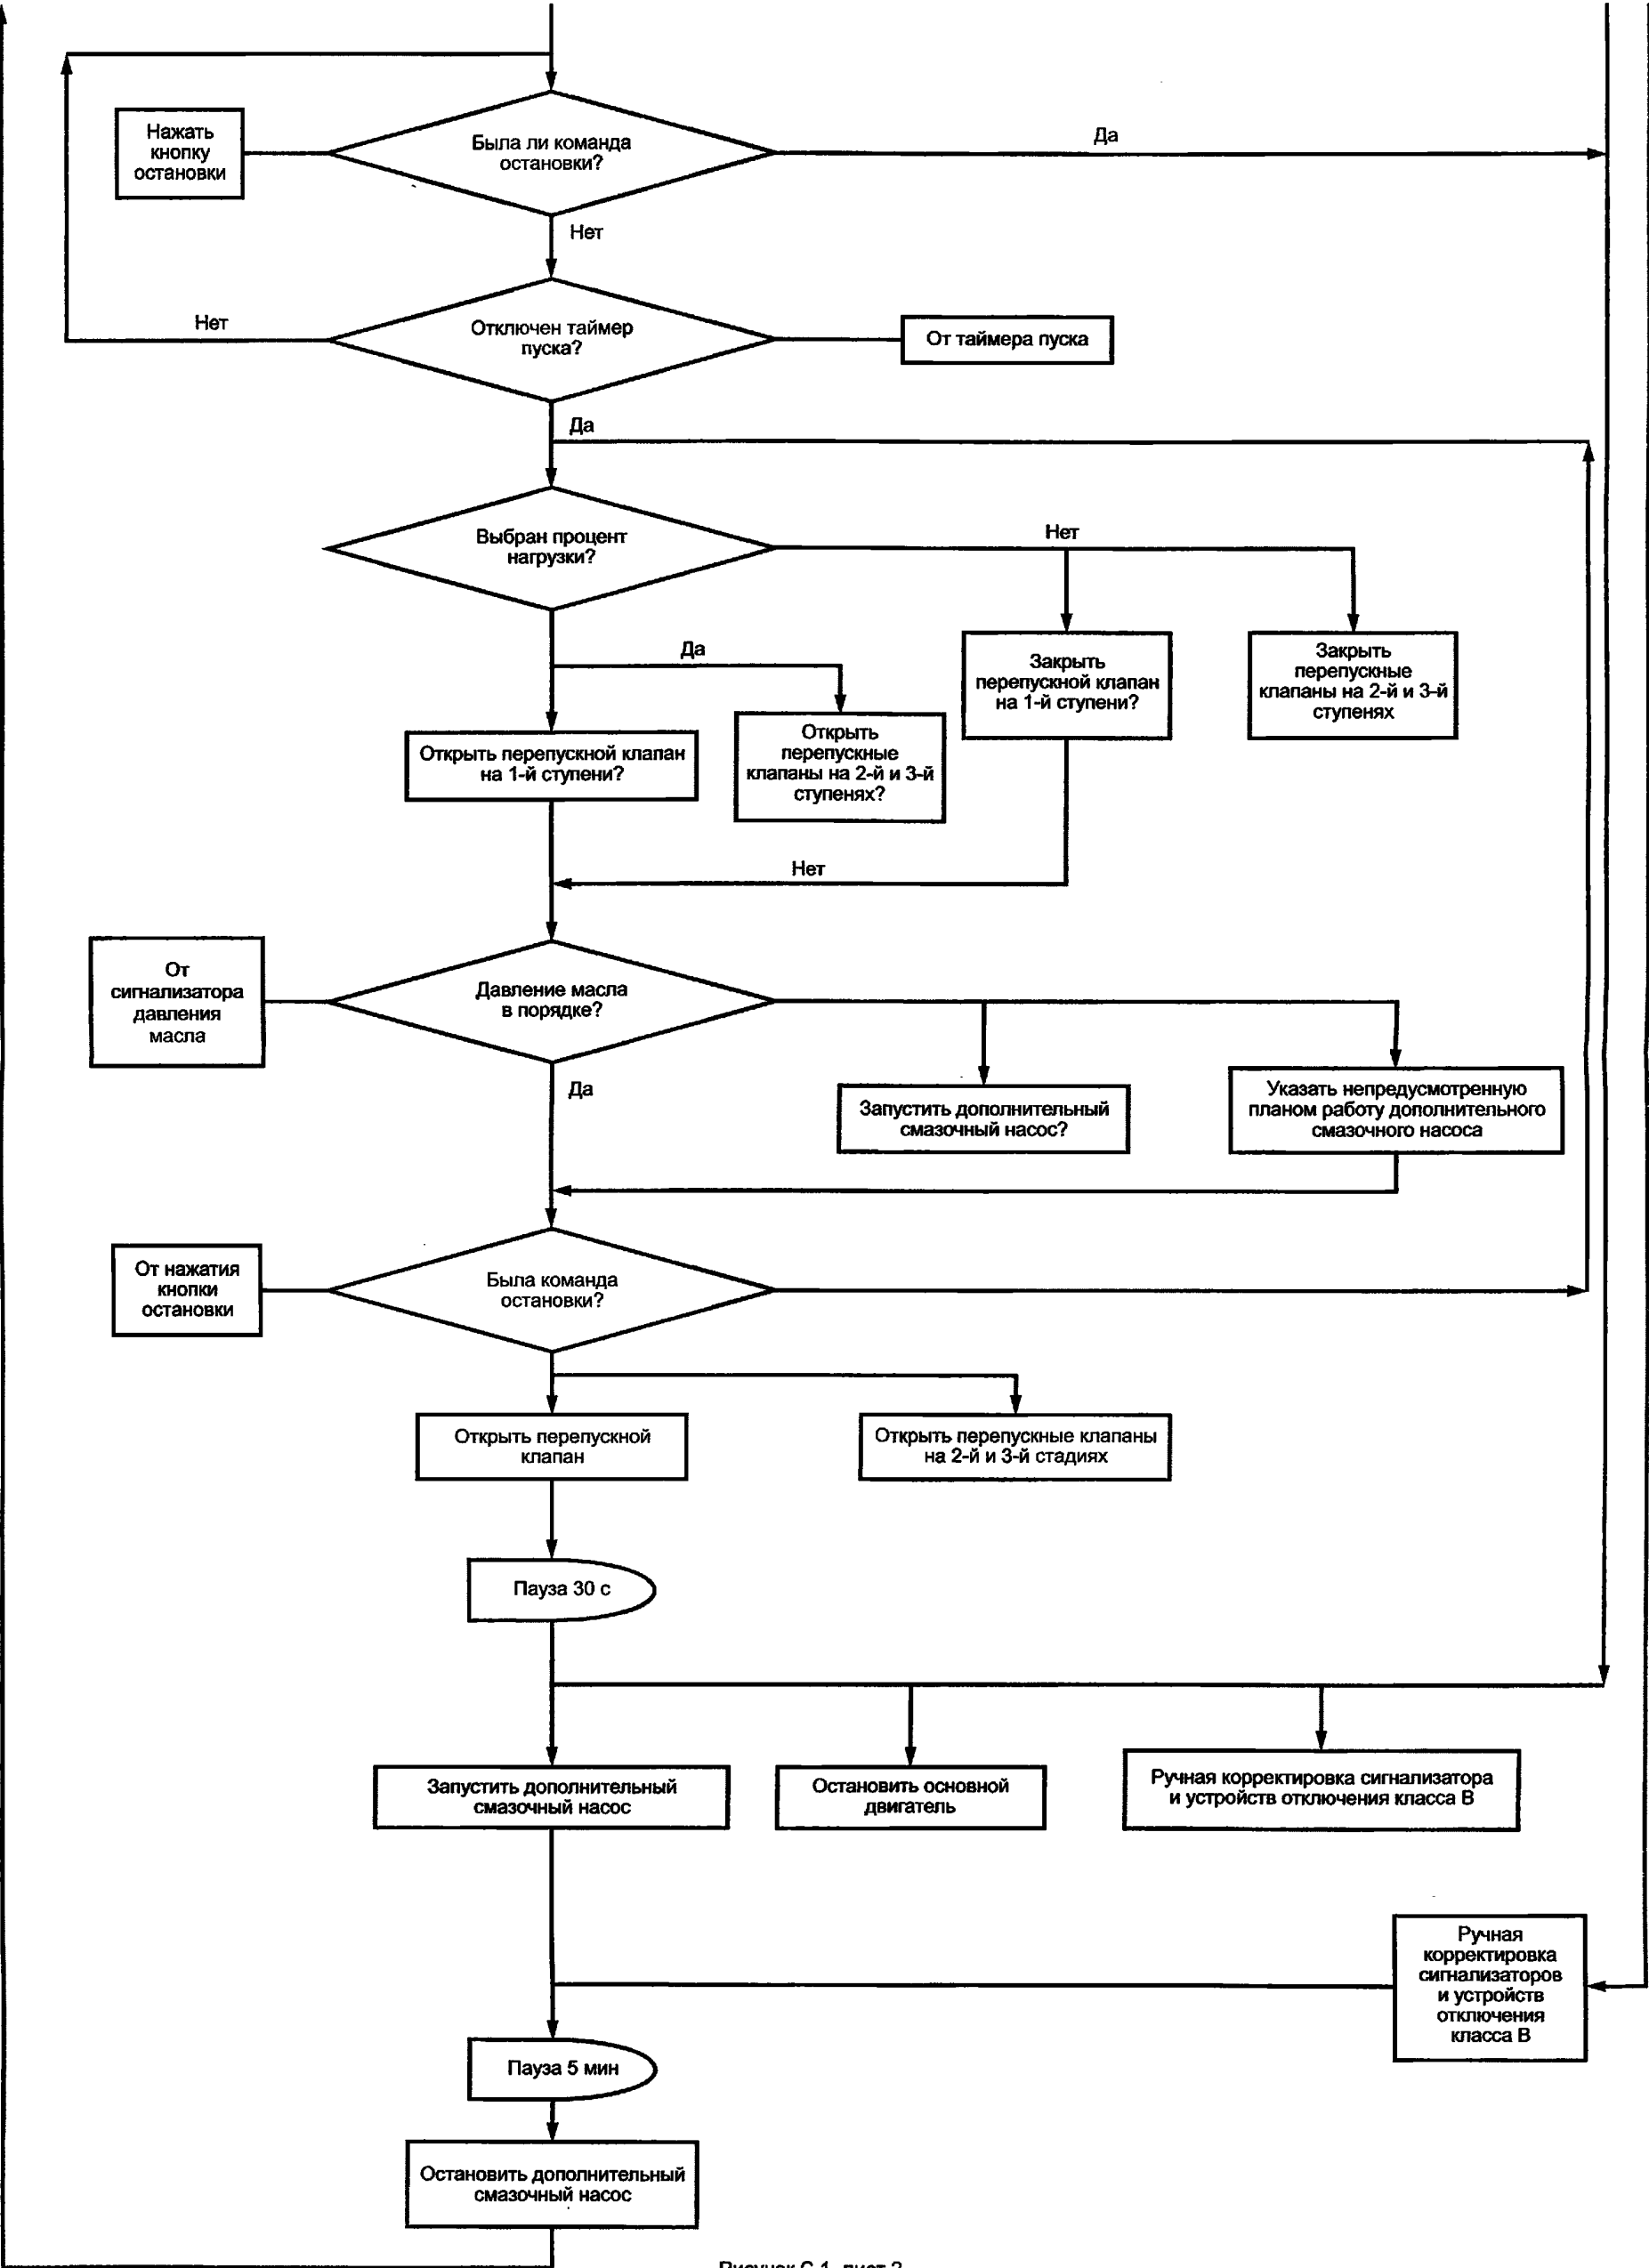 Нажать
кнопку
остановки
Была ли команда
остановки?
Да
Нет
Нет
Отключен таймер
пуска?
От таймера пуска
Да
Выбран процент
нагрузки?
Нет
Да
Закрыть
перепускной клапан
на 1-й ступени?
Закрыть
перепускные
клапаны на 2-й и 3-й
ступенях
Открыть перепускной клапан
на 1-й ступени?
Открыть
перепускные
клапаны на 2-й и 3-й
ступенях?
Нет
От
сигнализатора
давления
масла
Давление масла
в порядке?
Да
Запустить дополнительный
смазочный насос?
Указать непредусмотренную
планом работу дополнительного
смазочного насоса
От нажатия
кнопки
остановки
Была команда
остановки?
Открыть перепускной
клапан
Открыть перепускные клапаны
на 2-й и 3-й стадиях
Пауза 30 с
Запустить дополнительный
смазочный насос
Остановить основной
двигатель
Ручная корректировка сигнализатора
и устройств отключения класса В
Ручная
корректировка
сигнализаторов
и устройств
отключения
класса В
Пауза 5 мин
Остановить дополнительный
смазочный насос
Рисунок С.1, лист 2